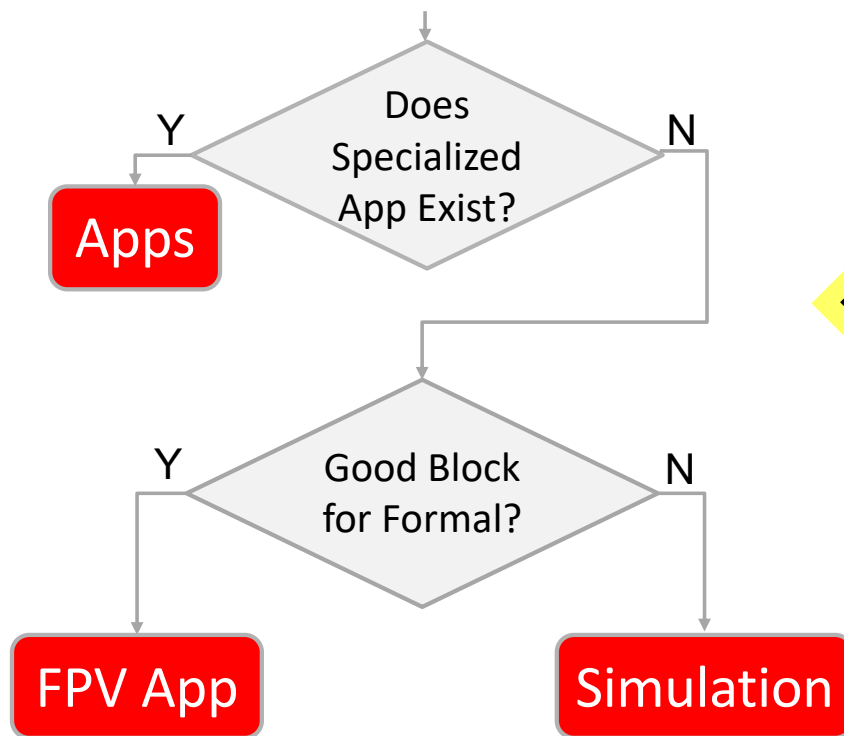 Does
Y
N
Specialized
App Exist?
Apps
Y
Good Block
N
for Formal?
FPV App
Simulation